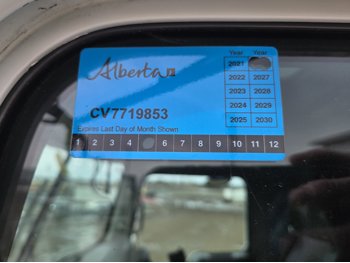 Alberta
Year Year
2021
2022 2027
2023 2028
2024 2029
2025 2030
CV7719853
Expires Last Day of Month Shown
1 2 3 4 6 7 8 9 10 11 12